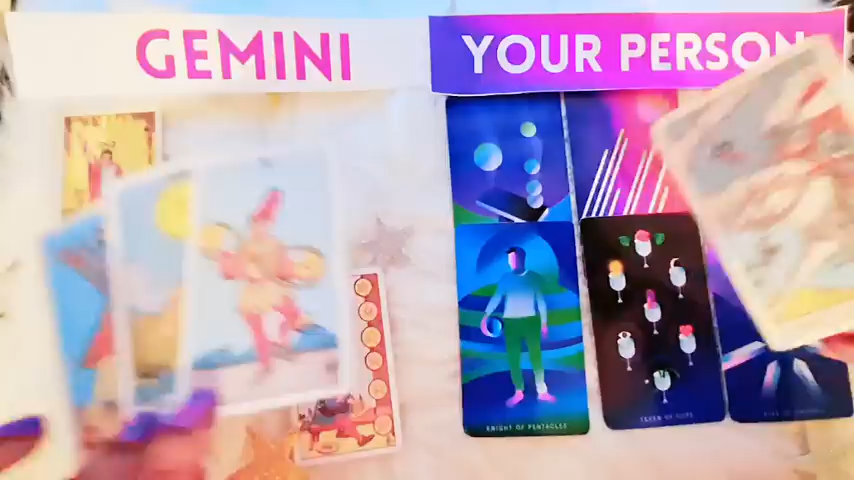 GEMINI
YOUR PERSON
KNIGHT OF PENTACLES
SEVEN OF CUPS